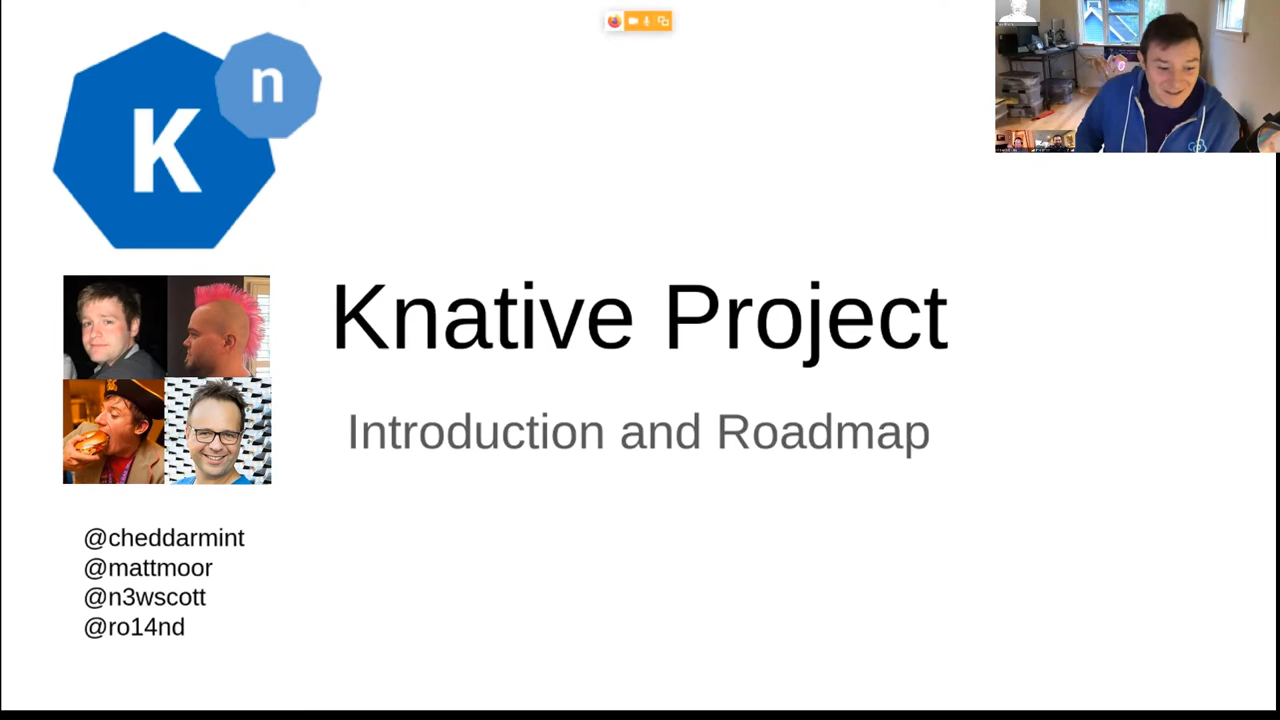 K
n
Knative Project
Introduction and Roadmap
@cheddarmint
@mattmoor
@n3wscott
@ro14nd